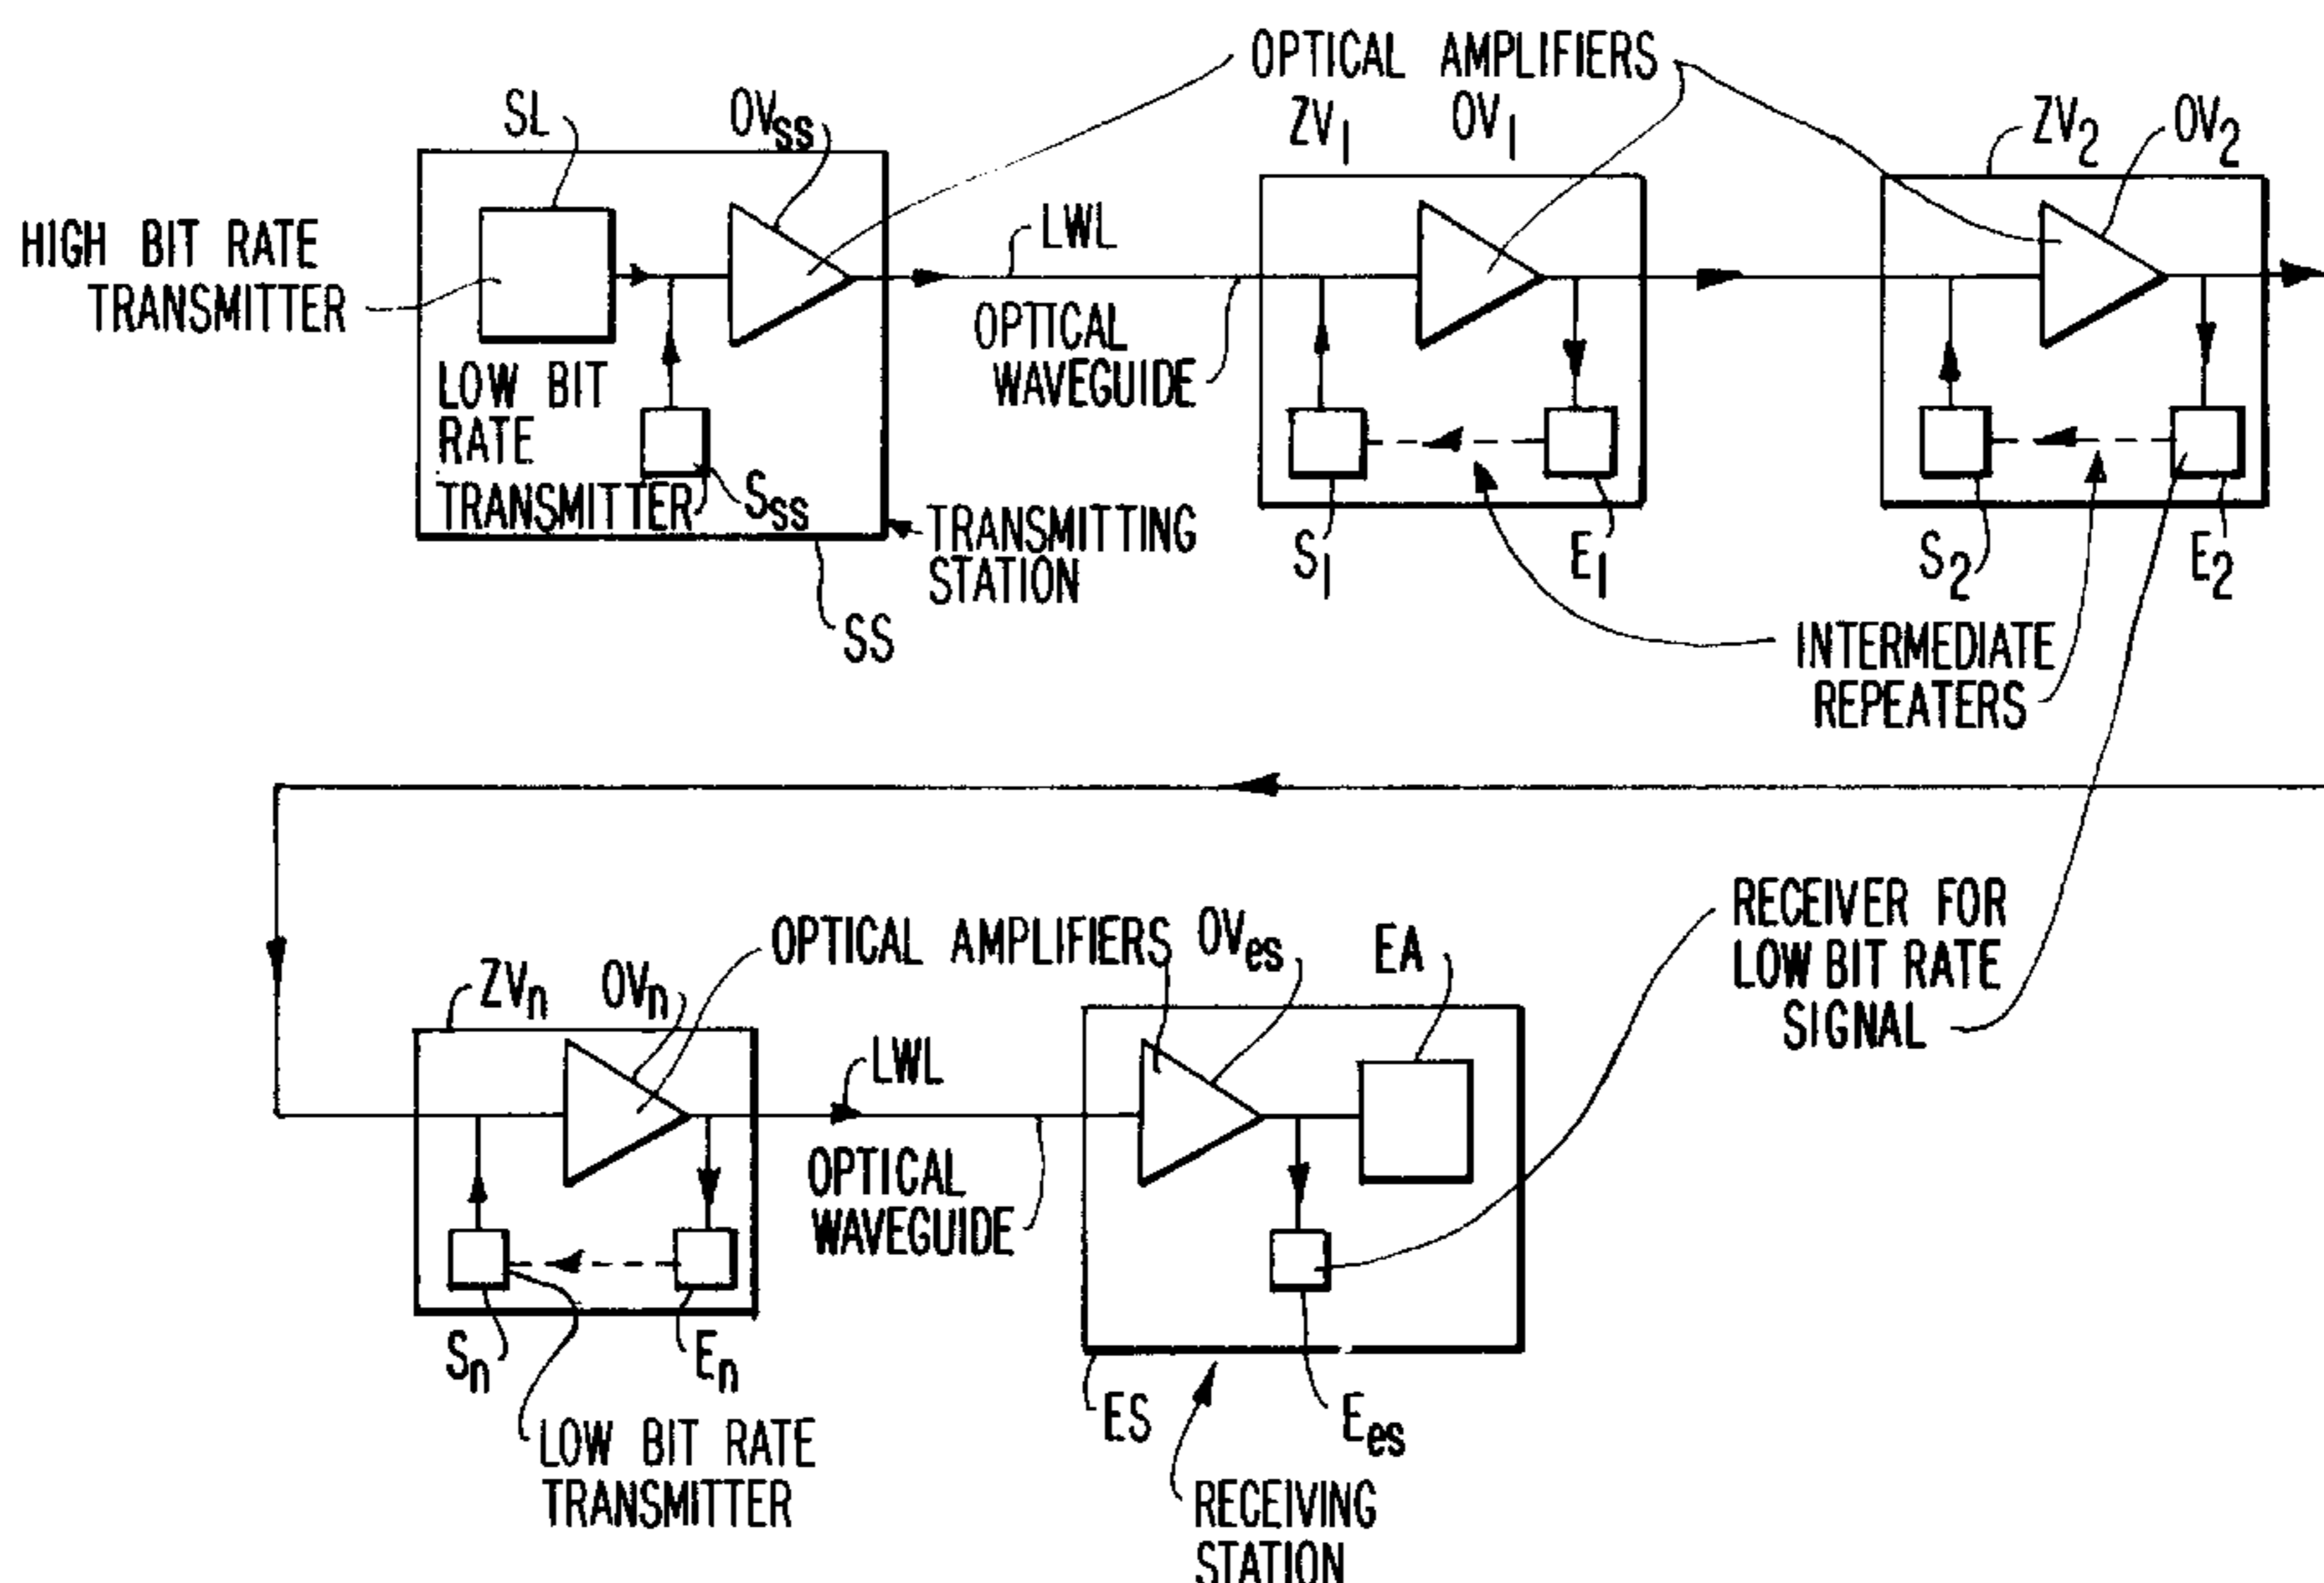 OPTICAL AMPLIFIERS
SL
OVss
ZV1
OV1
ZV2
OV2
HIGH BIT RATE
TRANSMITTER
LWL
OPTICAL
WAVEGUIDE
LOW BIT
RATE
TRANSMITTER
Sss
TRANSMITTING
STATION
SS
S1
E1
S2
E2
INTERMEDIATE
REPEATERS
RECEIVER FOR
LOW BIT RATE
SIGNAL
ZVn
OVn
OPTICAL AMPLIFIERS
OVes
EA
LWL
OPTICAL
WAVEGUIDE
Sn
En
LOW BIT RATE
TRANSMITTER
ES
Ees
RECEIVING
STATION